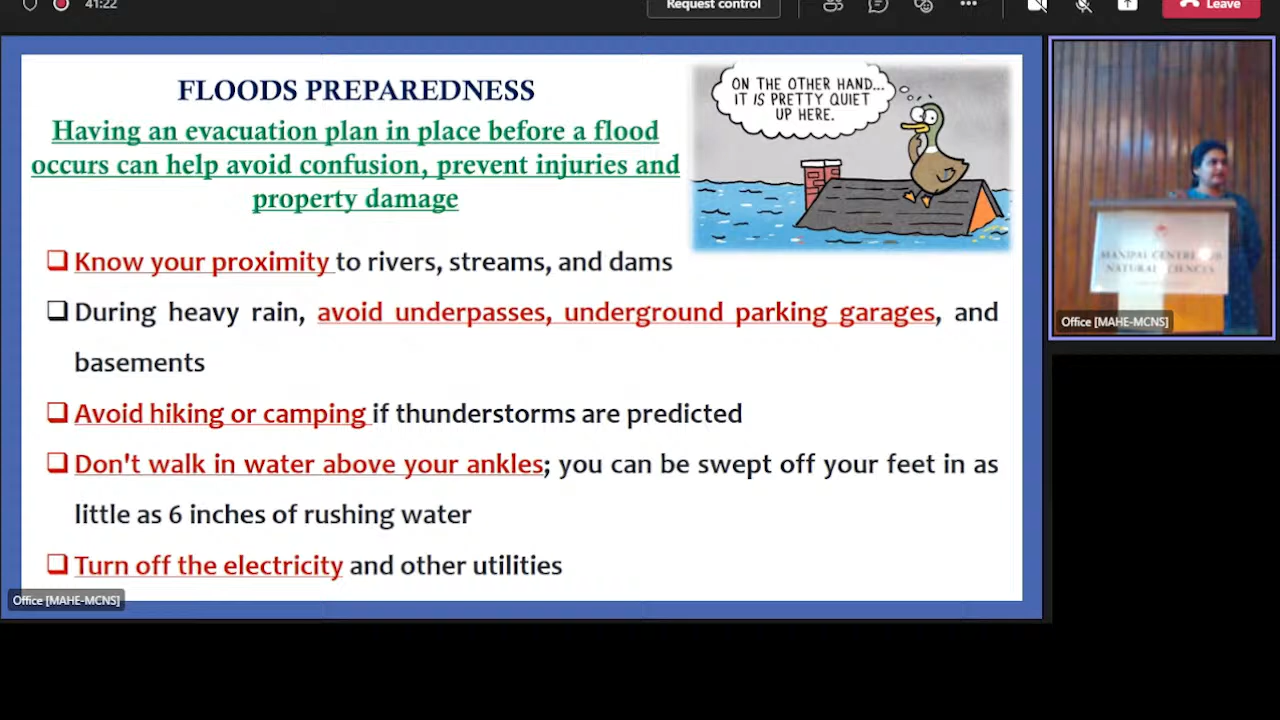 41:22
Request control
Leave
FLOODS PREPAREDNESS
Having an evacuation plan in place before a flood
occurs can help avoid confusion, prevent injuries and
property damage
ON THE OTHER HAND...
IT IS PRETTY QUIET
UP HERE.
Know your proximity to rivers, streams, and dams
During heavy rain, avoid underpasses, underground parking garages, and
basements
Avoid hiking or camping if thunderstorms are predicted
Don't walk in water above your ankles; you can be swept off your feet in as
little as 6 inches of rushing water
Turn off the electricity and other utilities
Office [MAHE-MCNS]
MANIPAL CENTRE FOR
NATURAL SCIENCES
Office [MAHE-MCNS]